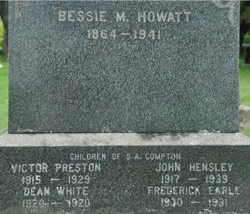 BESSIE M. HOWATT
1864 – 1941
CHILDREN OF S.A. COMPTON
VICTOR PRESTON JOHN HENSLEY
1915 – 1929 1917 – 1939
DEAN WHITE FREDERICK EARLE
1920 – 1920 1930 – 1931